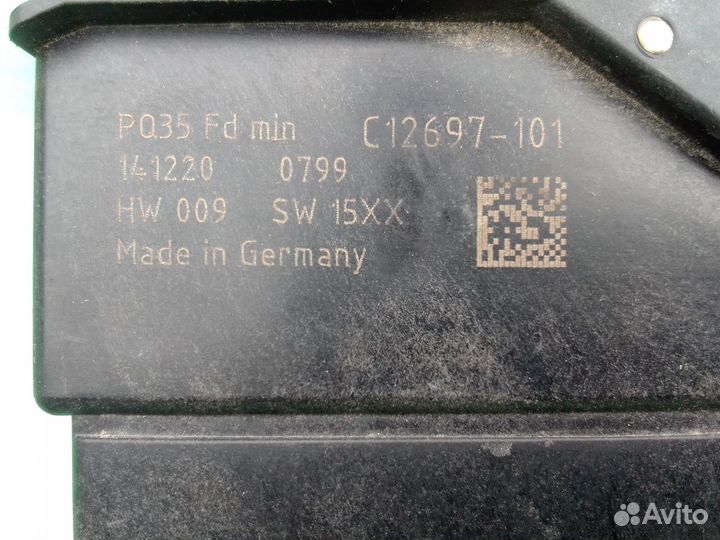 PQ35 Fd min C12697-101
141220 0799
HW 009 SW 15XX
Made in Germany
Avito